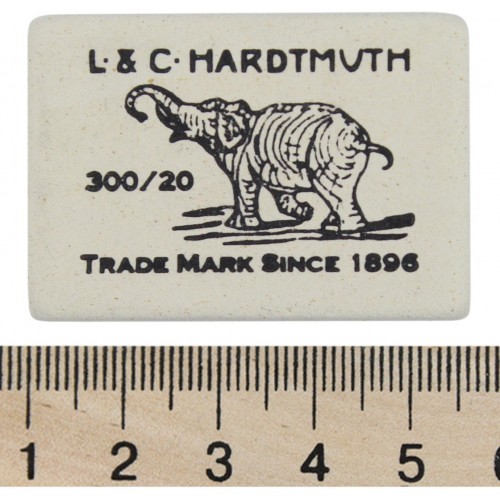 L & C · HARDTMUTH
300/20
TRADE MARK SINCE 1896
1 2 3 4 5